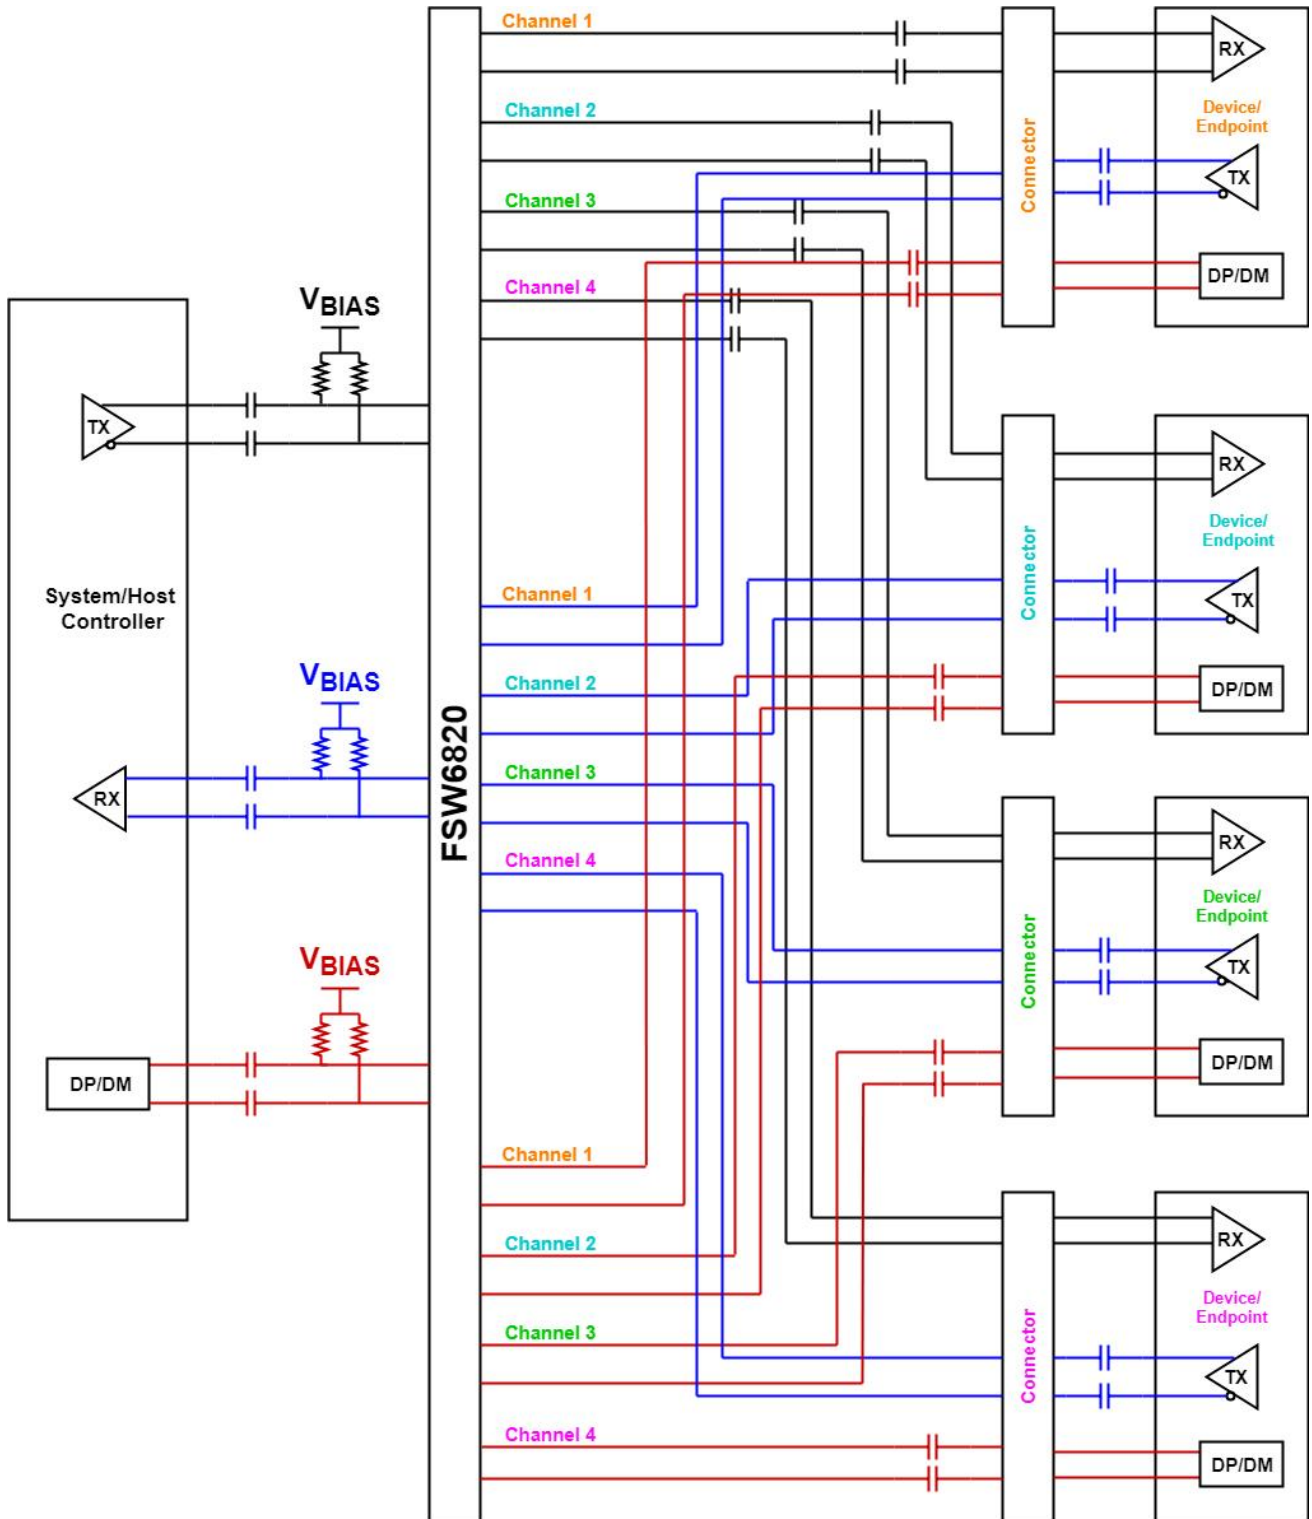 Channel 1
RX
Channel 2
Device/
Endpoint
Connector
TX
Channel 3
DP/DM
Channel 4
VBIAS
TX
RX
Device/
Endpoint
Connector
System/Host
Controller
Channel 1
TX
VBIAS
Channel 2
DP/DM
FSW6820
Channel 3
RX
RX
Channel 4
Device/
Endpoint
Connector
TX
VBIAS
DP/DM
DP/DM
Channel 1
Channel 2
RX
Device/
Endpoint
Channel 3
Connector
TX
Channel 4
DP/DM